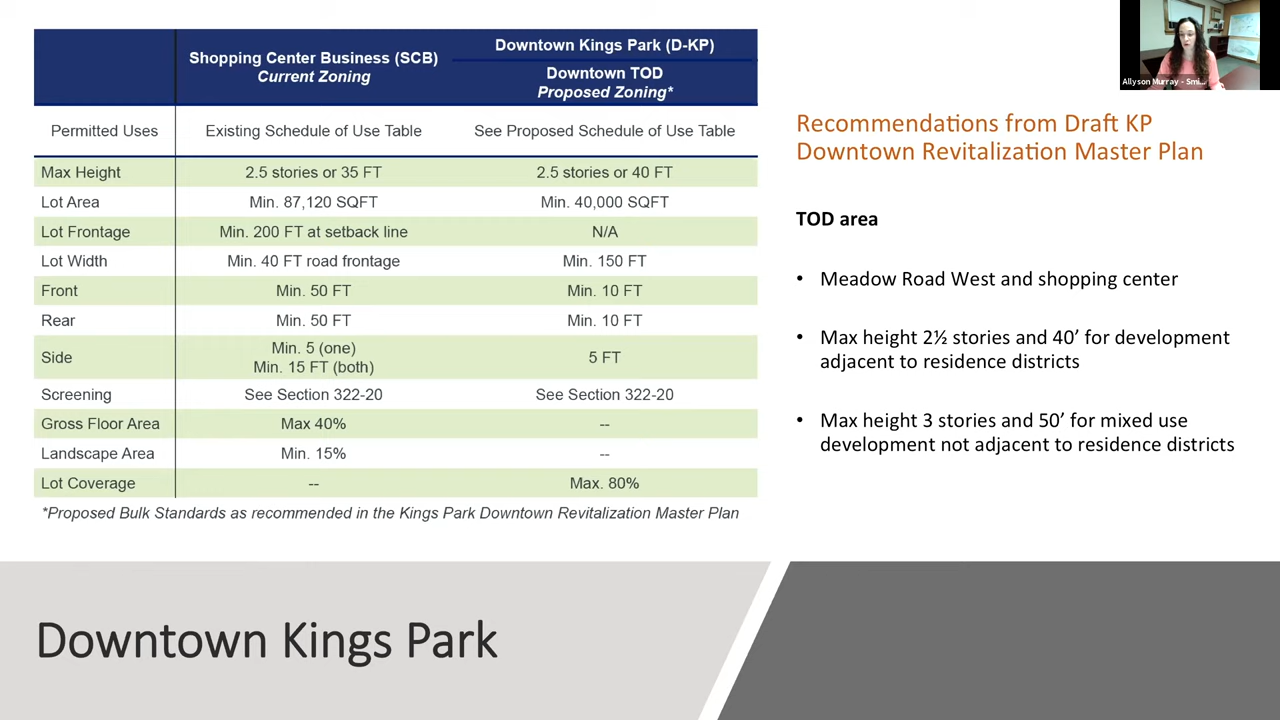 Shopping Center Business (SCB)
Current Zoning
Downtown Kings Park (D-KP)
Downtown TOD
Proposed Zoning*
Permitted Uses Existing Schedule of Use Table See Proposed Schedule of Use Table
Max Height 2.5 stories or 35 FT 2.5 stories or 40 FT
Lot Area Min. 87,120 SQFT Min. 40,000 SQFT
Lot Frontage Min. 200 FT at setback line N/A
Lot Width Min. 40 FT road frontage Min. 150 FT
Front Min. 50 FT Min. 10 FT
Rear Min. 50 FT Min. 10 FT
Side Min. 5 (one) 5 FT
Min. 15 FT (both)
Screening See Section 322-20 See Section 322-20
Gross Floor Area Max 40% --
Landscape Area Min. 15% --
Lot Coverage -- Max. 80%
*Proposed Bulk Standards as recommended in the Kings Park Downtown Revitalization Master Plan
Allyson Murray - Smi...
Recommendations from Draft KP
Downtown Revitalization Master Plan
TOD area
• Meadow Road West and shopping center
• Max height 2½ stories and 40’ for development
adjacent to residence districts
• Max height 3 stories and 50’ for mixed use
development not adjacent to residence districts
Downtown Kings Park